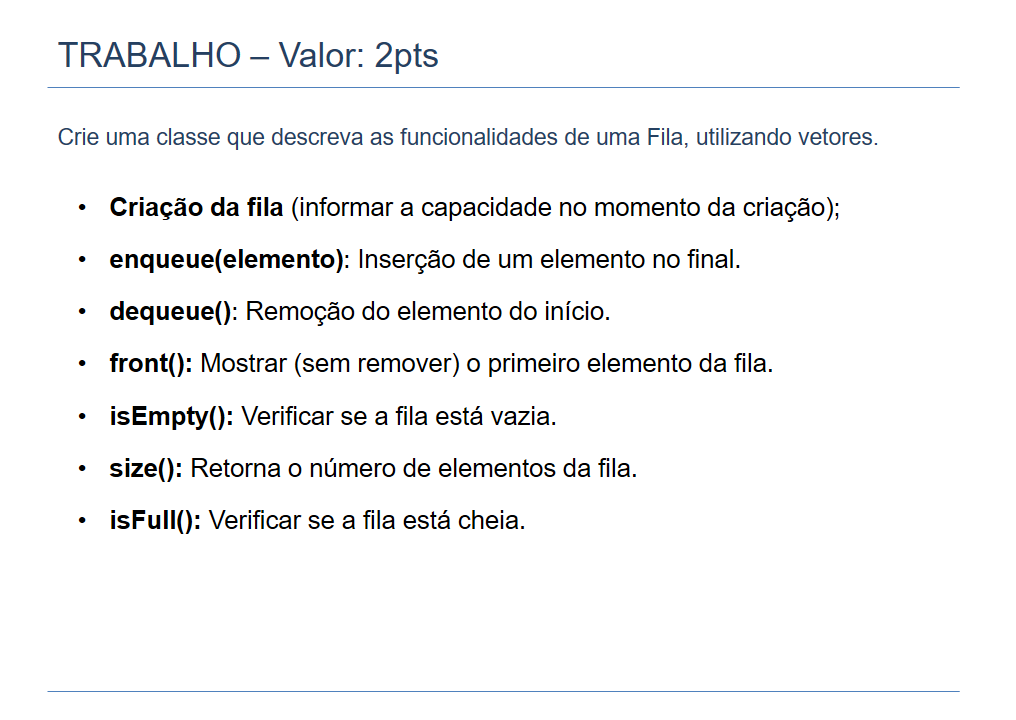 TRABALHO – Valor: 2pts
Crie uma classe que descreva as funcionalidades de uma Fila, utilizando vetores.
• Criação da fila (informar a capacidade no momento da criação);
• enqueue(elemento): Inserção de um elemento no final.
• dequeue(): Remoção do elemento do início.
• front(): Mostrar (sem remover) o primeiro elemento da fila.
• isEmpty(): Verificar se a fila está vazia.
• size(): Retorna o número de elementos da fila.
• isFull(): Verificar se a fila está cheia.